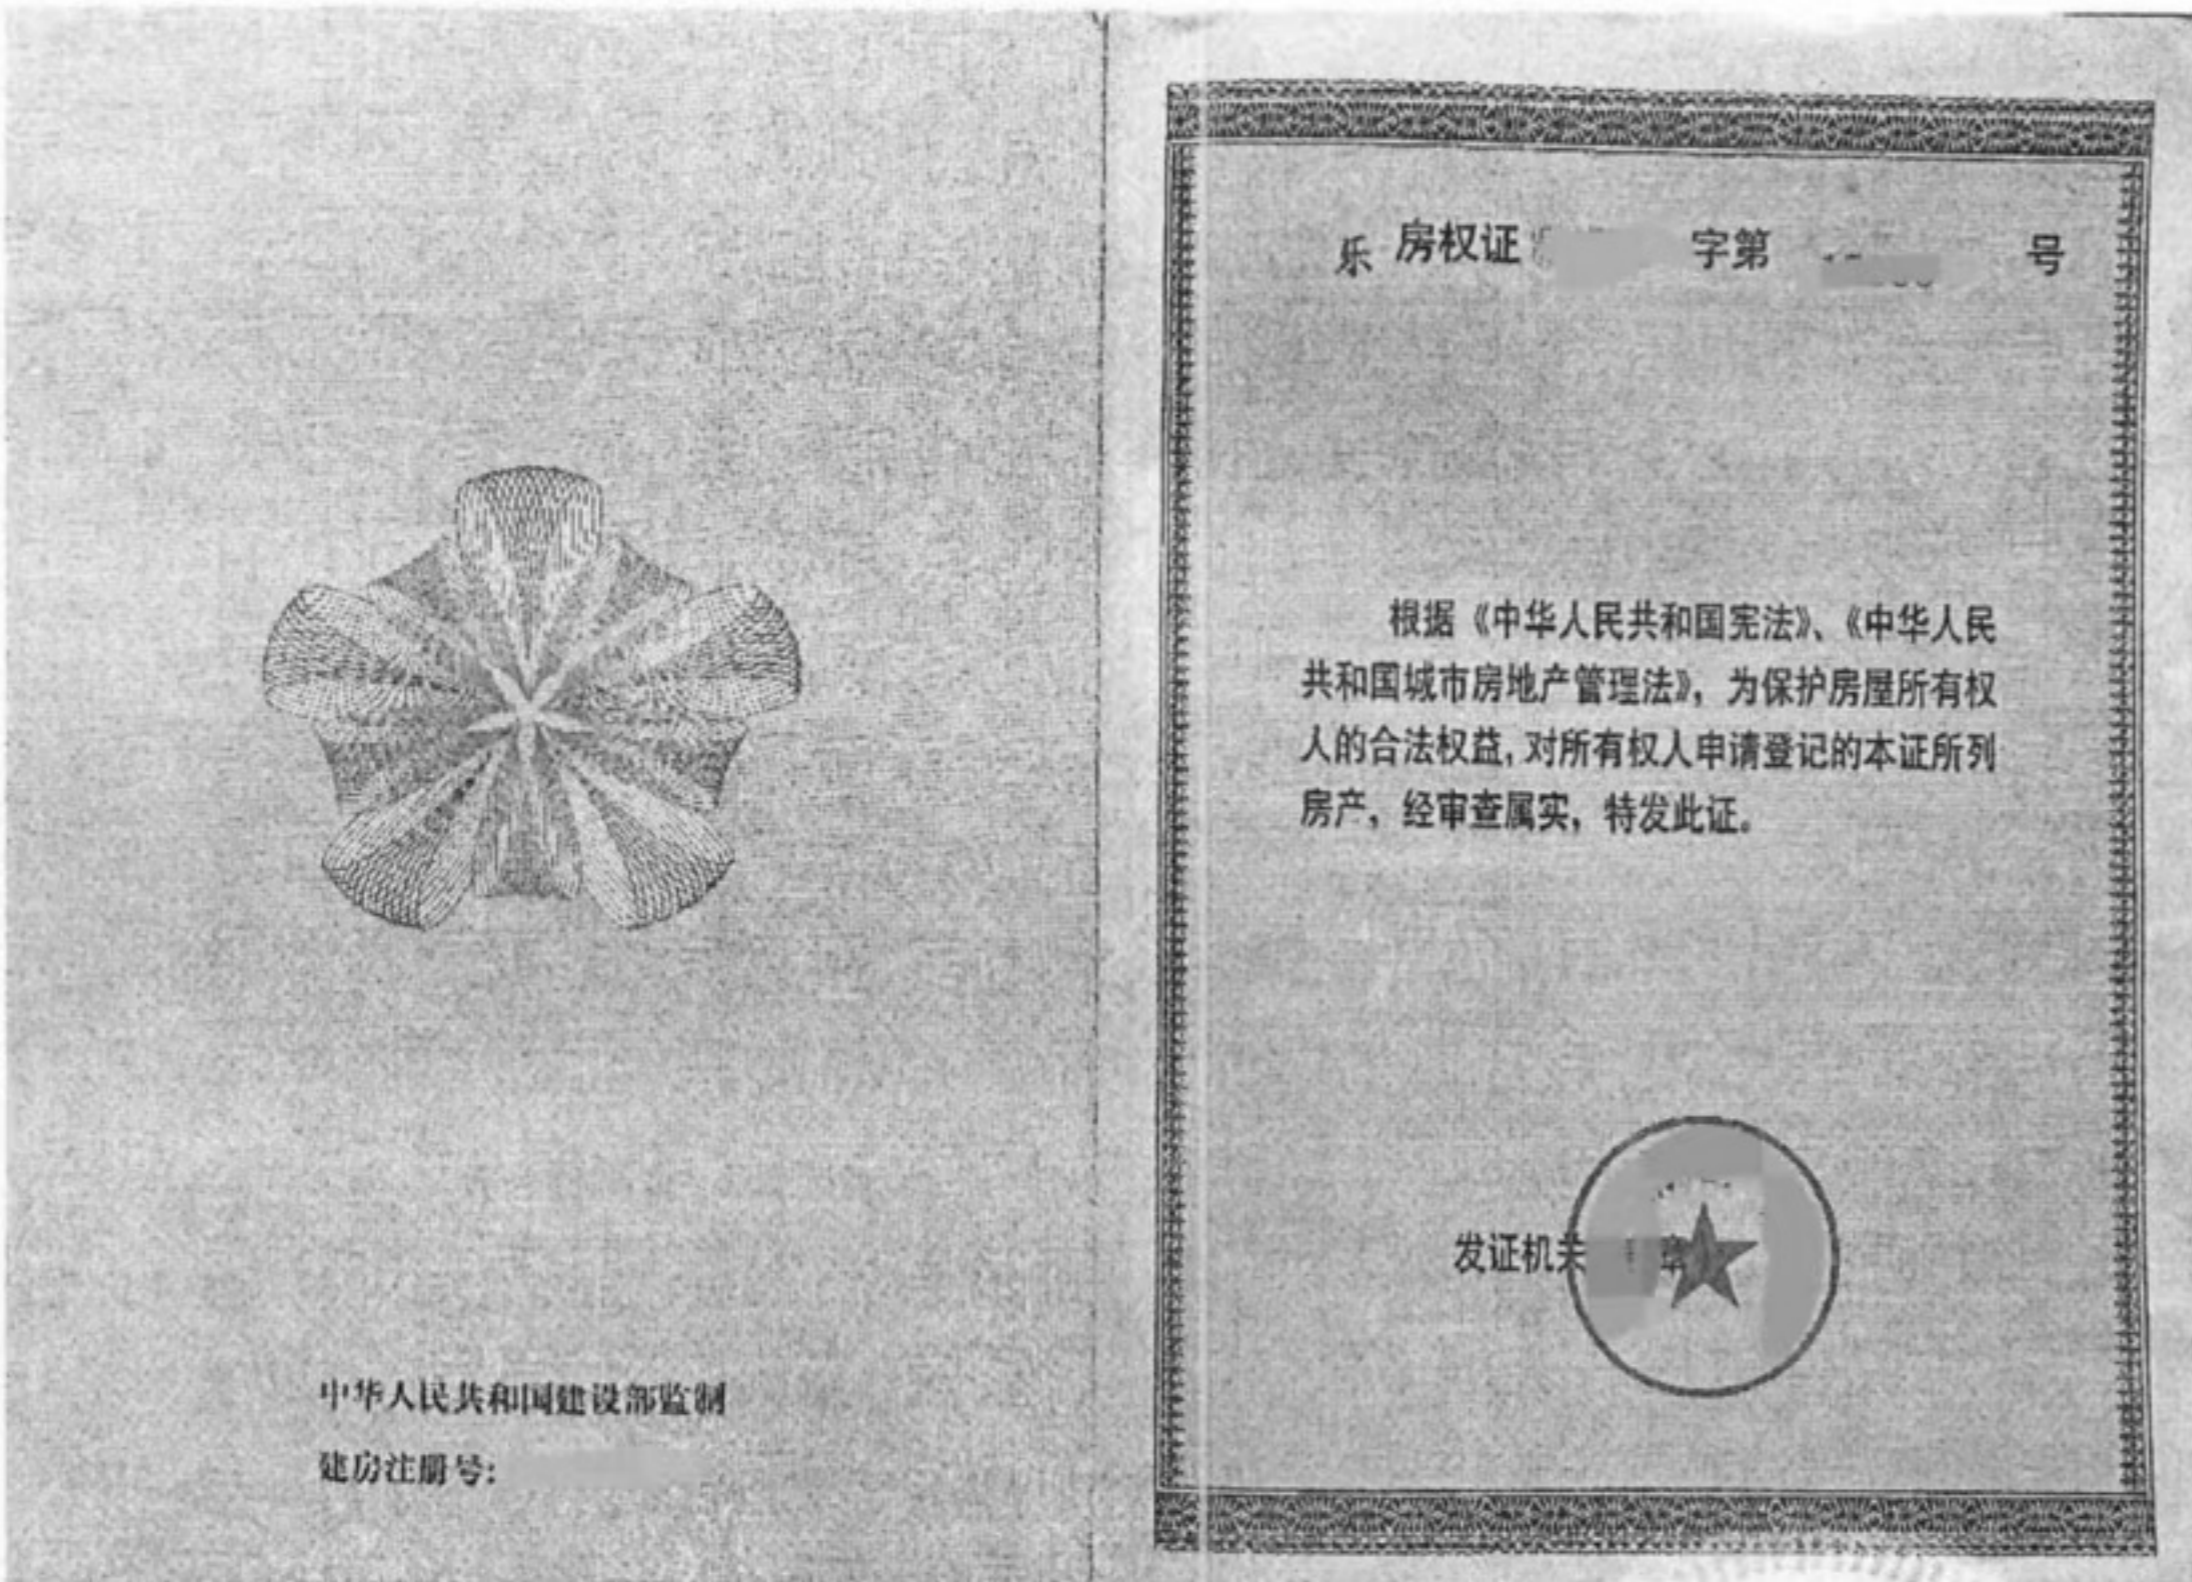 中华人民共和国建设部监制
建房注册号:
乐 房权证 字第 号
根据《中华人民共和国宪法》、《中华人民
共和国城市房地产管理法》,为保护房屋所有权
人的合法权益,对所有权人申请登记的本证所列
房产,经审查属实,特发此证。
发证机关 章